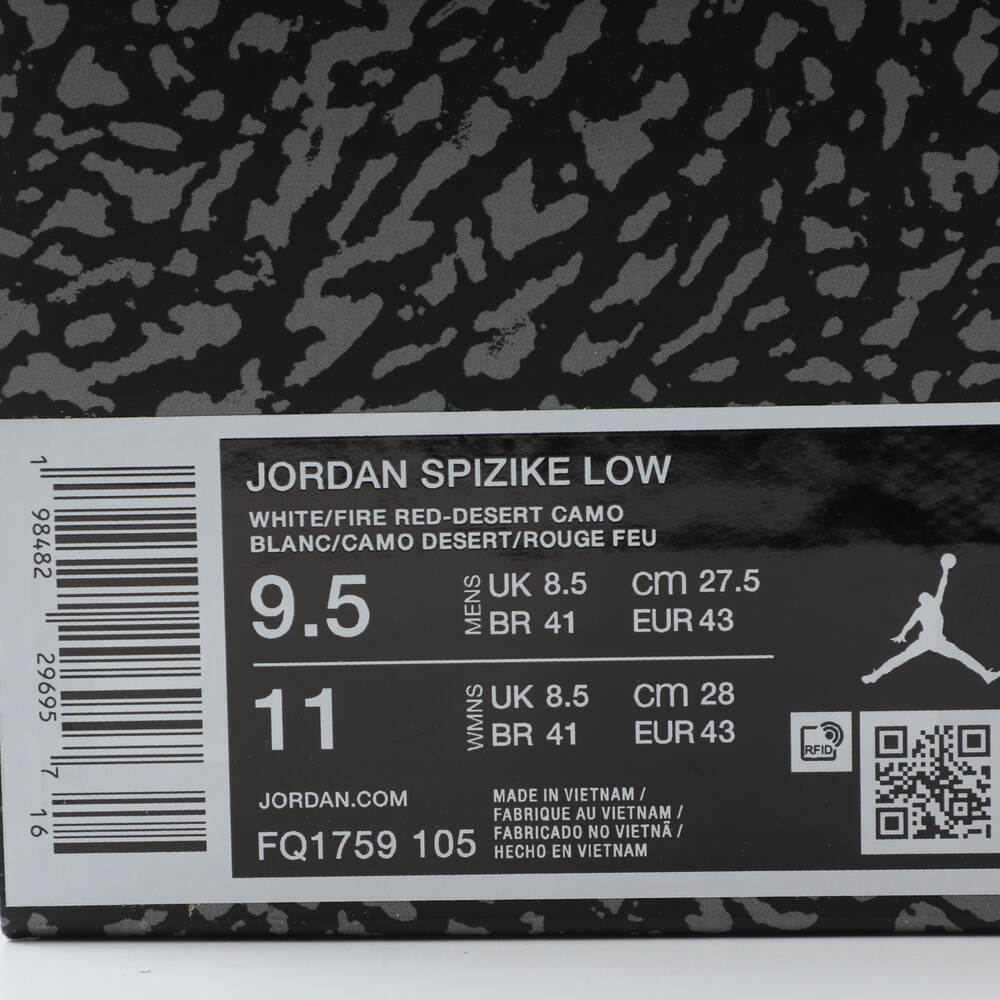 JORDAN SPIZIKE LOW
WHITE/FIRE RED-DESERT CAMO
BLANC/CAMO DESERT/ROUGE FEU
9.5 MENS UK 8.5 CM 27.5
BR 41 EUR 43
11 WMNS UK 8.5 CM 28
BR 41 EUR 43
RFID
JORDAN.COM
FQ1759 105
MADE IN VIETNAM /
FABRIQUE AU VIETNAM /
FABRICADO NO VIETNÃ /
HECHO EN VIETNAM
1 98482 29695 7 16